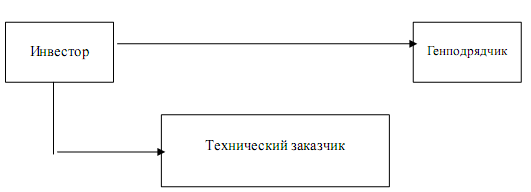 Инвестор
Генподрядчик
Технический заказчик